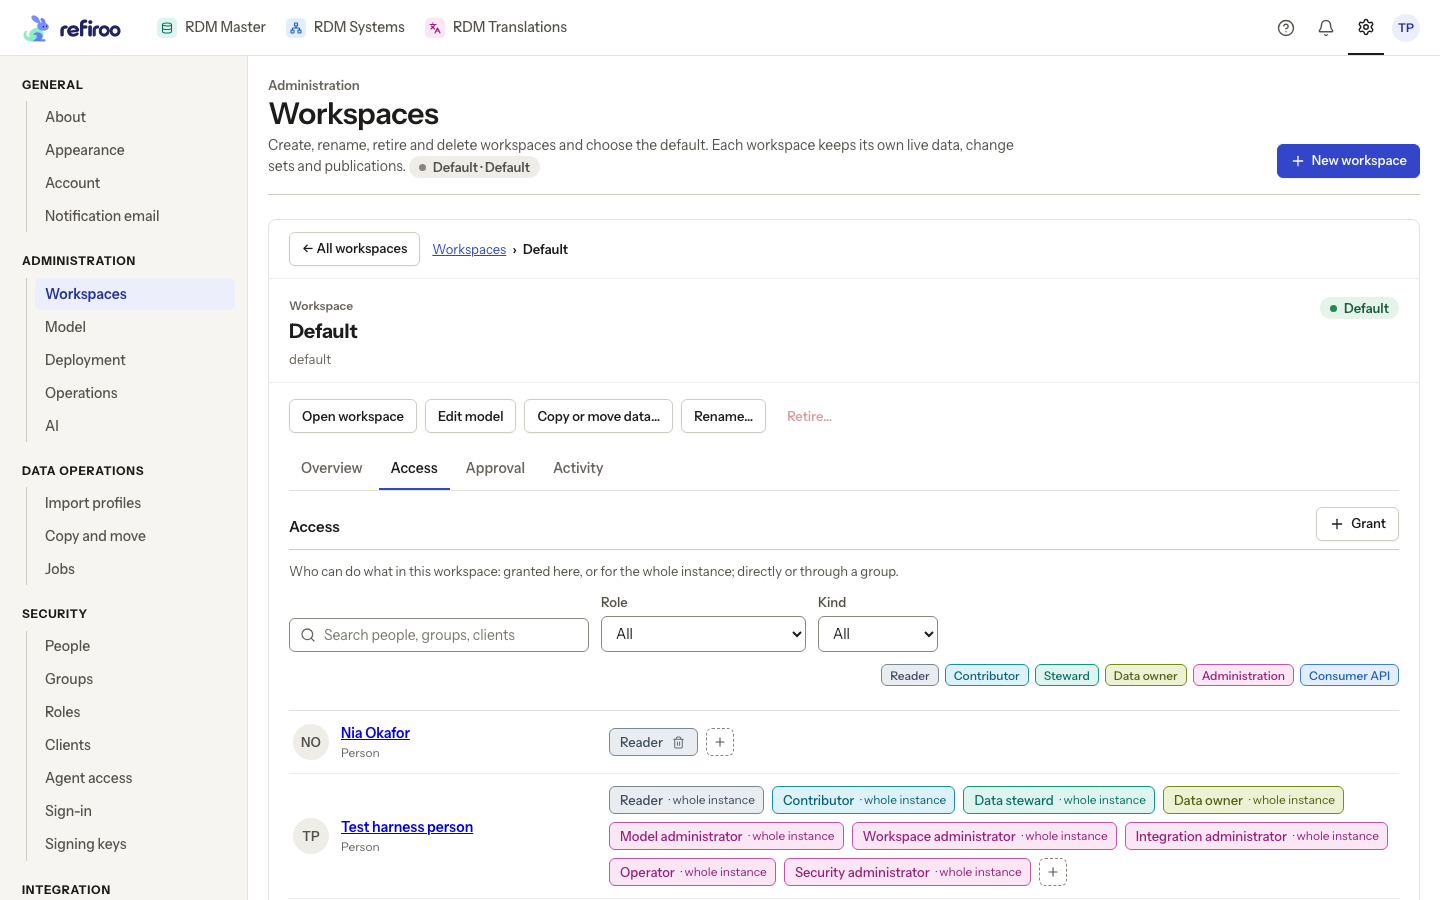 refiroo
RDM Master
RDM Systems
RDM Translations
TP
GENERAL
About
Appearance
Account
Notification email
ADMINISTRATION
Workspaces
Model
Deployment
Operations
AI
DATA OPERATIONS
Import profiles
Copy and move
Jobs
SECURITY
People
Groups
Roles
Clients
Agent access
Sign-in
Signing keys
INTEGRATION
Administration
Workspaces
Create, rename, retire and delete workspaces and choose the default. Each workspace keeps its own live data, change
sets and publications. Default · Default
+ New workspace
← All workspaces
Workspaces › Default
Workspace
Default
default
Default
Open workspace
Edit model
Copy or move data...
Rename...
Retire...
Overview
Access
Approval
Activity
Access
+ Grant
Who can do what in this workspace: granted here, or for the whole instance; directly or through a group.
Search people, groups, clients
Role
All
Kind
All
Reader
Contributor
Steward
Data owner
Administration
Consumer API
NO
Nia Okafor
Person
Reader
+
TP
Test harness person
Person
Reader · whole instance
Contributor · whole instance
Data steward · whole instance
Data owner · whole instance
Model administrator · whole instance
Workspace administrator · whole instance
Integration administrator · whole instance
Operator · whole instance
Security administrator · whole instance
+